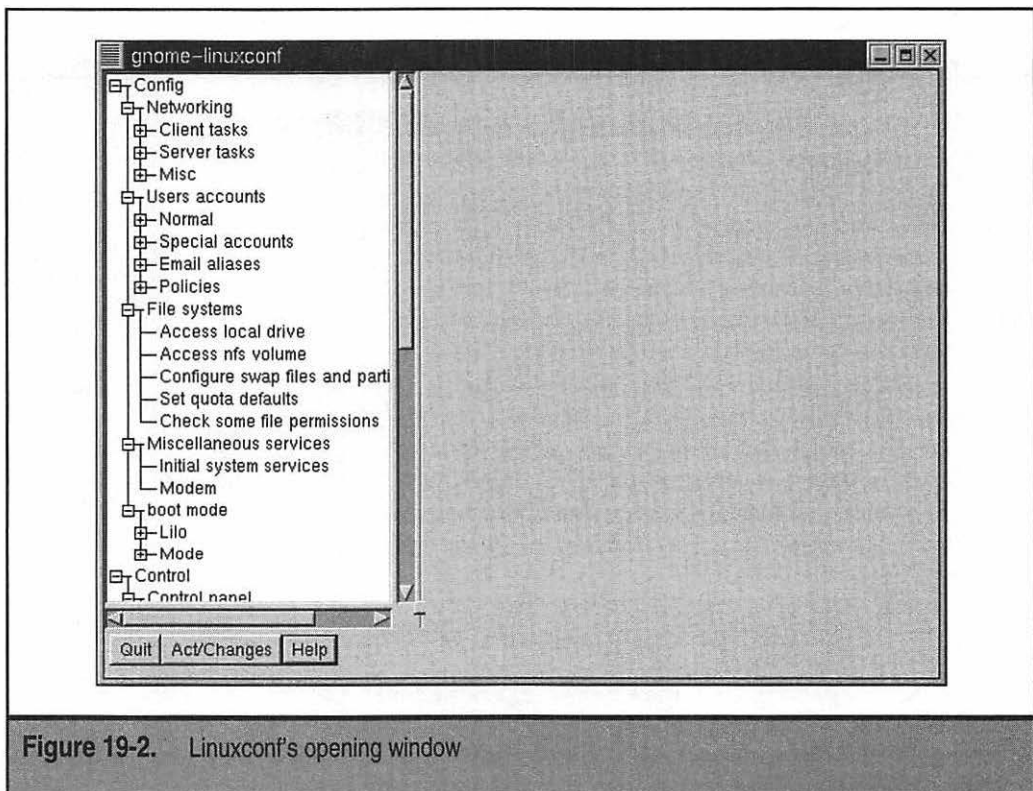 gnome-linuxconf
Config
Networking
Client tasks
Server tasks
Misc
Users accounts
Normal
Special accounts
Email aliases
Policies
File systems
Access local drive
Access nfs volume
Configure swap files and parti
Set quota defaults
Check some file permissions
Miscellaneous services
Initial system services
Modem
boot mode
Lilo
Mode
Control
Control panel
Quit Act/Changes Help
Figure 19-2. Linuxconf's opening window